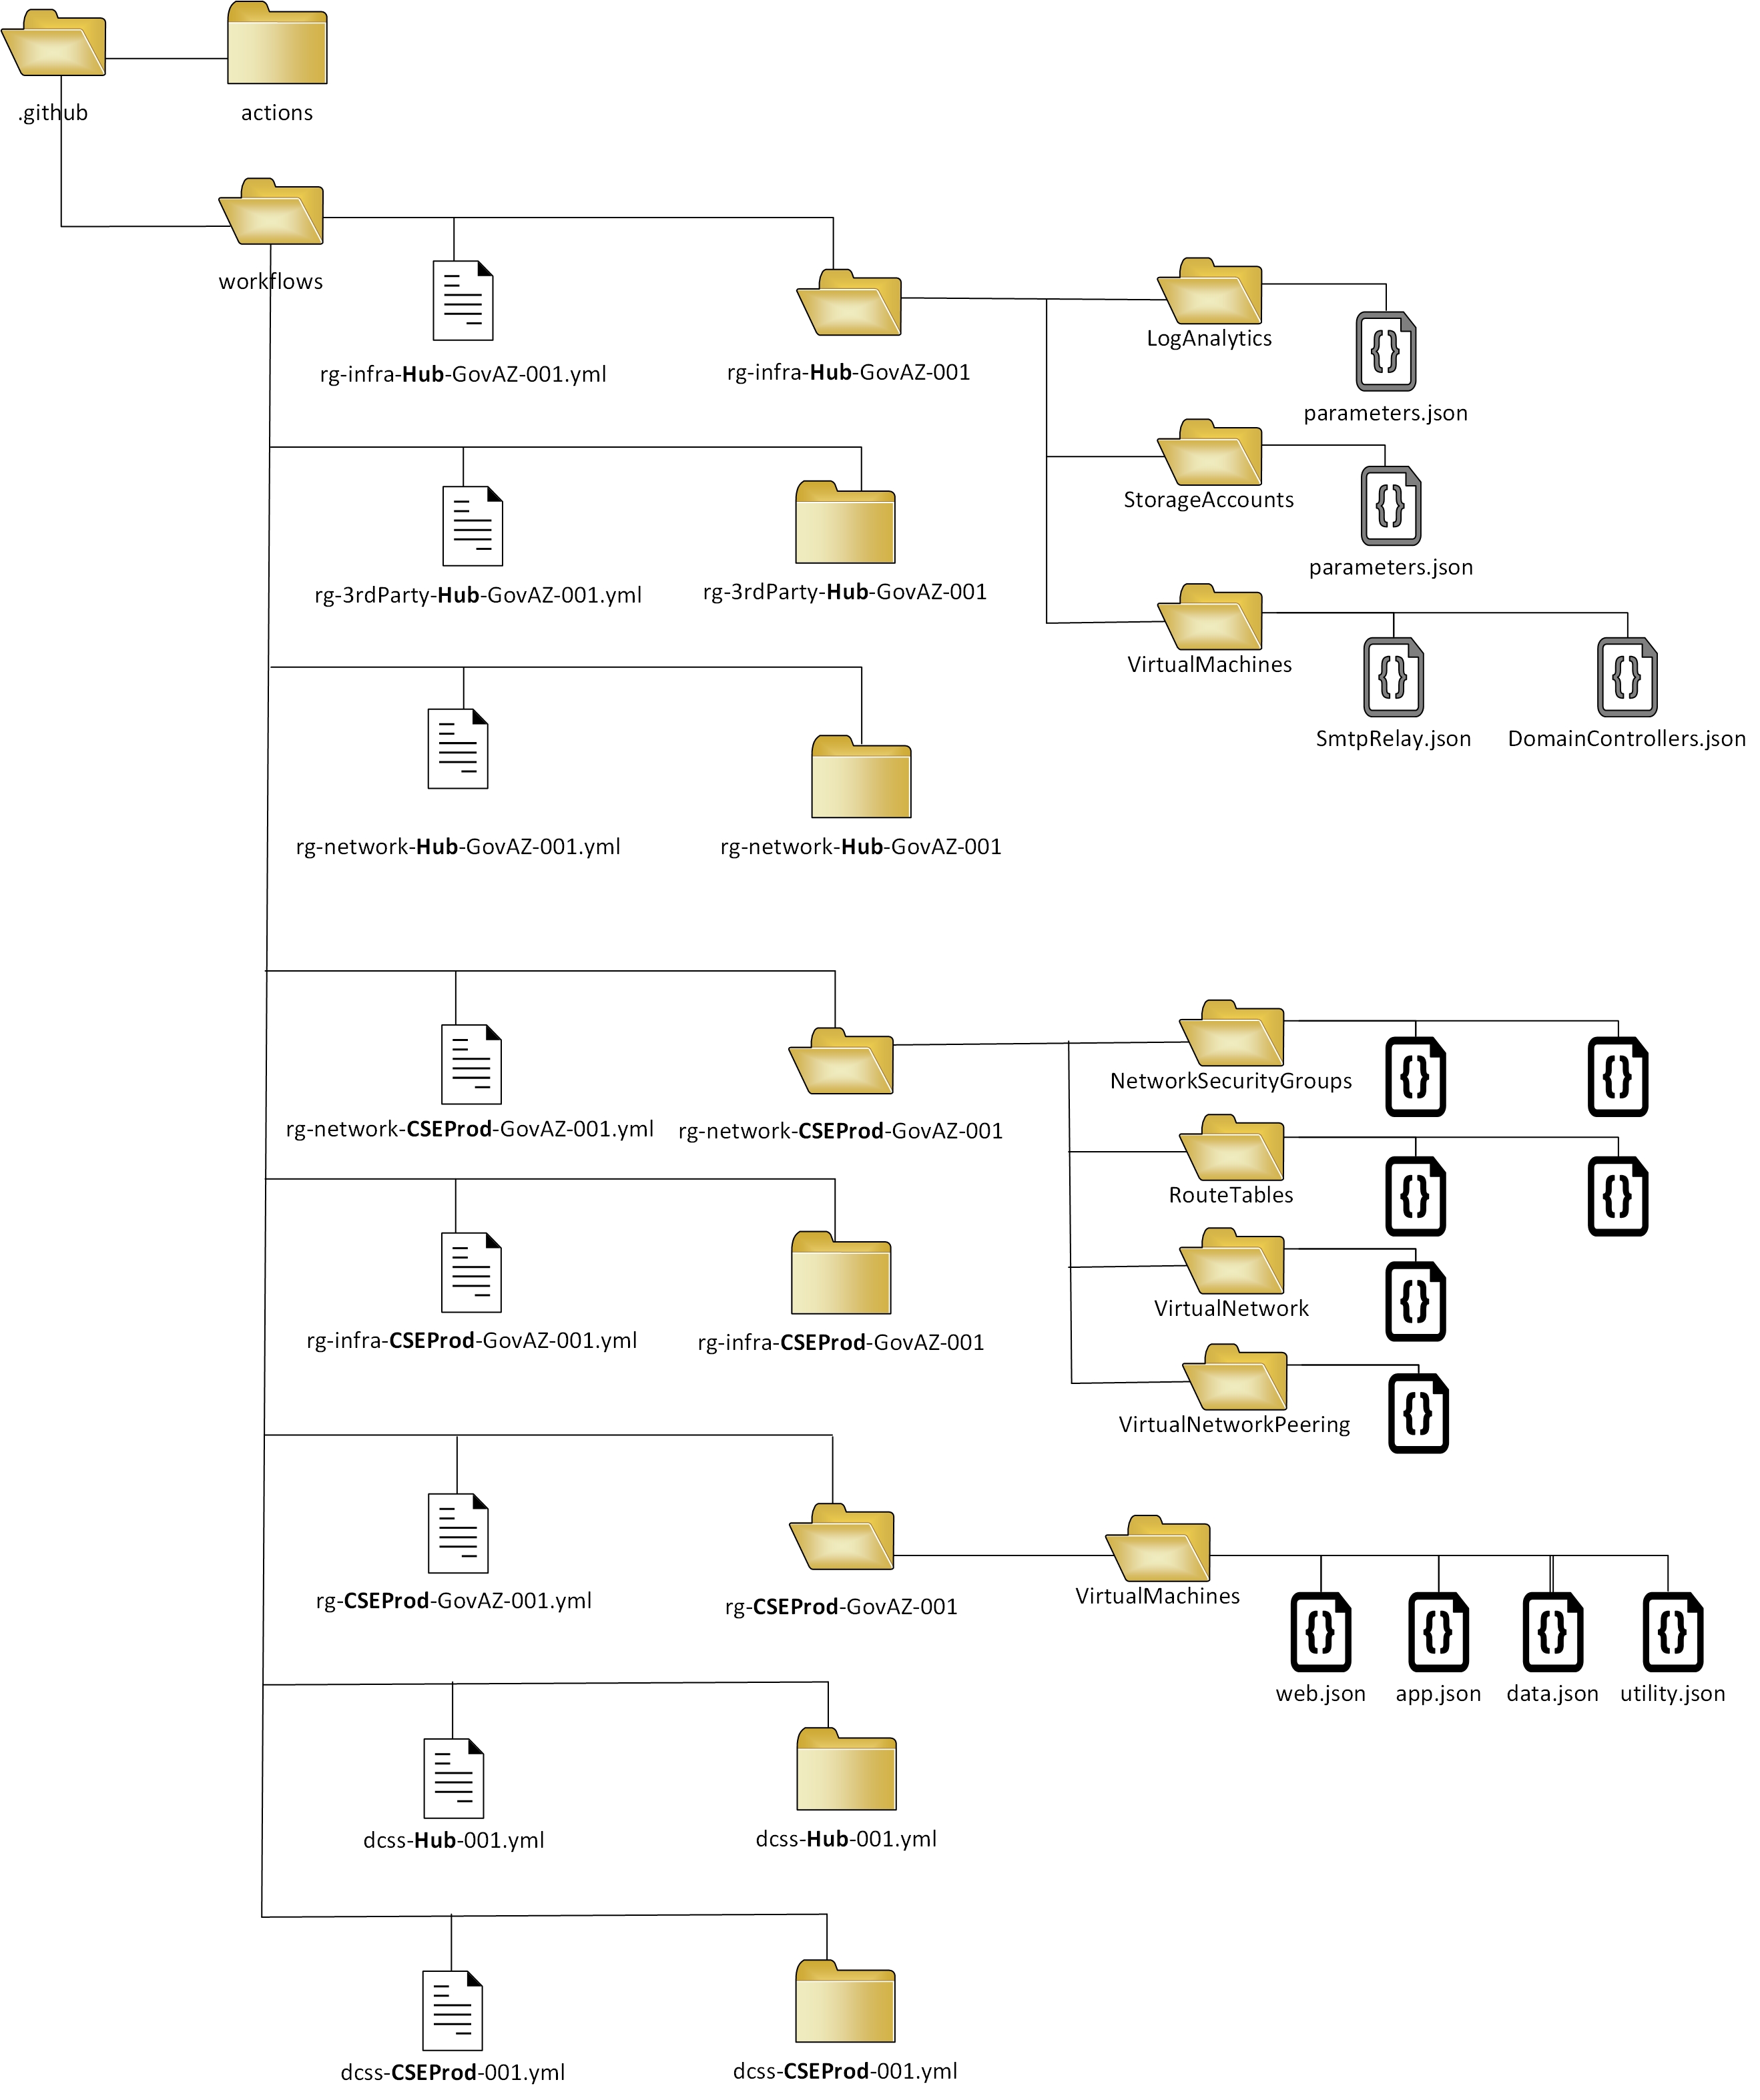 .github
actions
workflows
rg-infra-Hub-GovAZ-001.yml
rg-infra-Hub-GovAZ-001
LogAnalytics
{}
parameters.json
StorageAccounts
{}
parameters.json
rg-3rdParty-Hub-GovAZ-001.yml
rg-3rdParty-Hub-GovAZ-001
VirtualMachines
{}
{}
SmtpRelay.json
DomainControllers.json
rg-network-Hub-GovAZ-001.yml
rg-network-Hub-GovAZ-001
rg-network-CSEProd-GovAZ-001.yml
rg-network-CSEProd-GovAZ-001
NetworkSecurityGroups
{}
{}
RouteTables
{}
{}
rg-infra-CSEProd-GovAZ-001.yml
rg-infra-CSEProd-GovAZ-001
VirtualNetwork
{}
VirtualNetworkPeering
{}
rg-CSEProd-GovAZ-001.yml
rg-CSEProd-GovAZ-001
VirtualMachines
{}
{}
{}
{}
web.json
app.json
data.json
utility.json
dcss-Hub-001.yml
dcss-Hub-001.yml
dcss-CSEProd-001.yml
dcss-CSEProd-001.yml